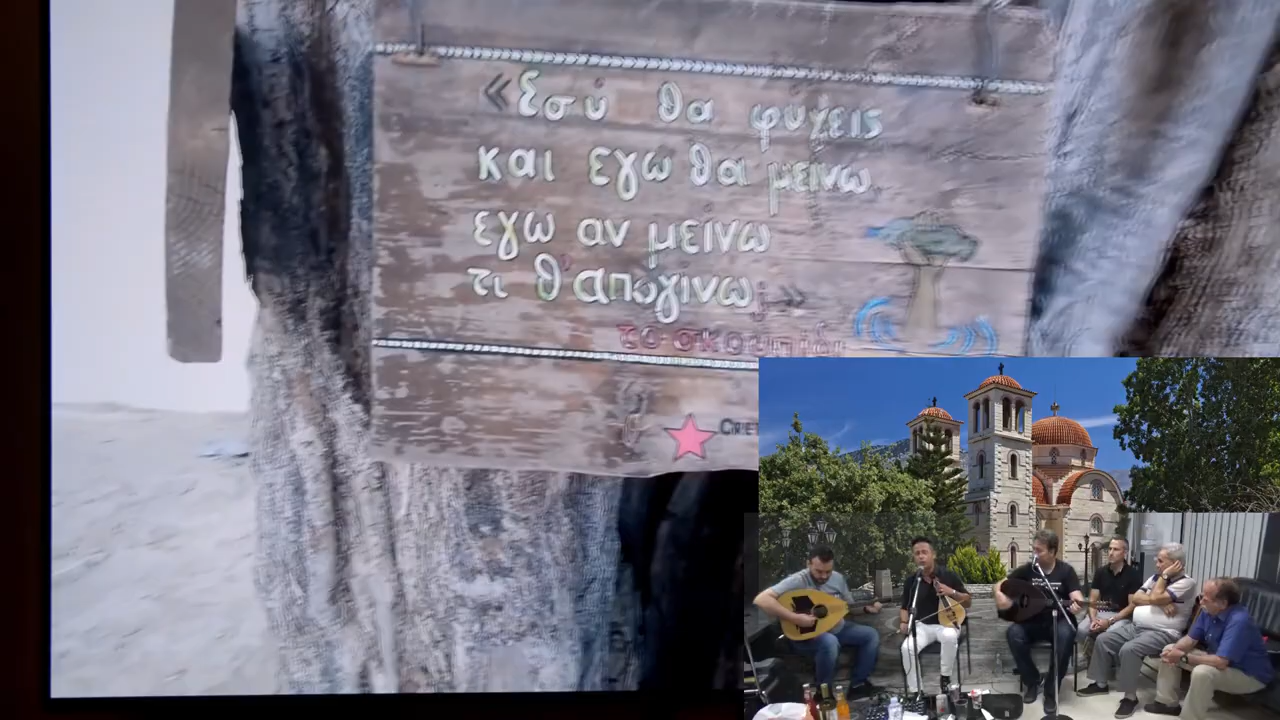 «Εσύ θα φύγεις
και εγώ θα μείνω
εγώ αν μείνω
τι θ' απογίνω;»
το σκουπίδι